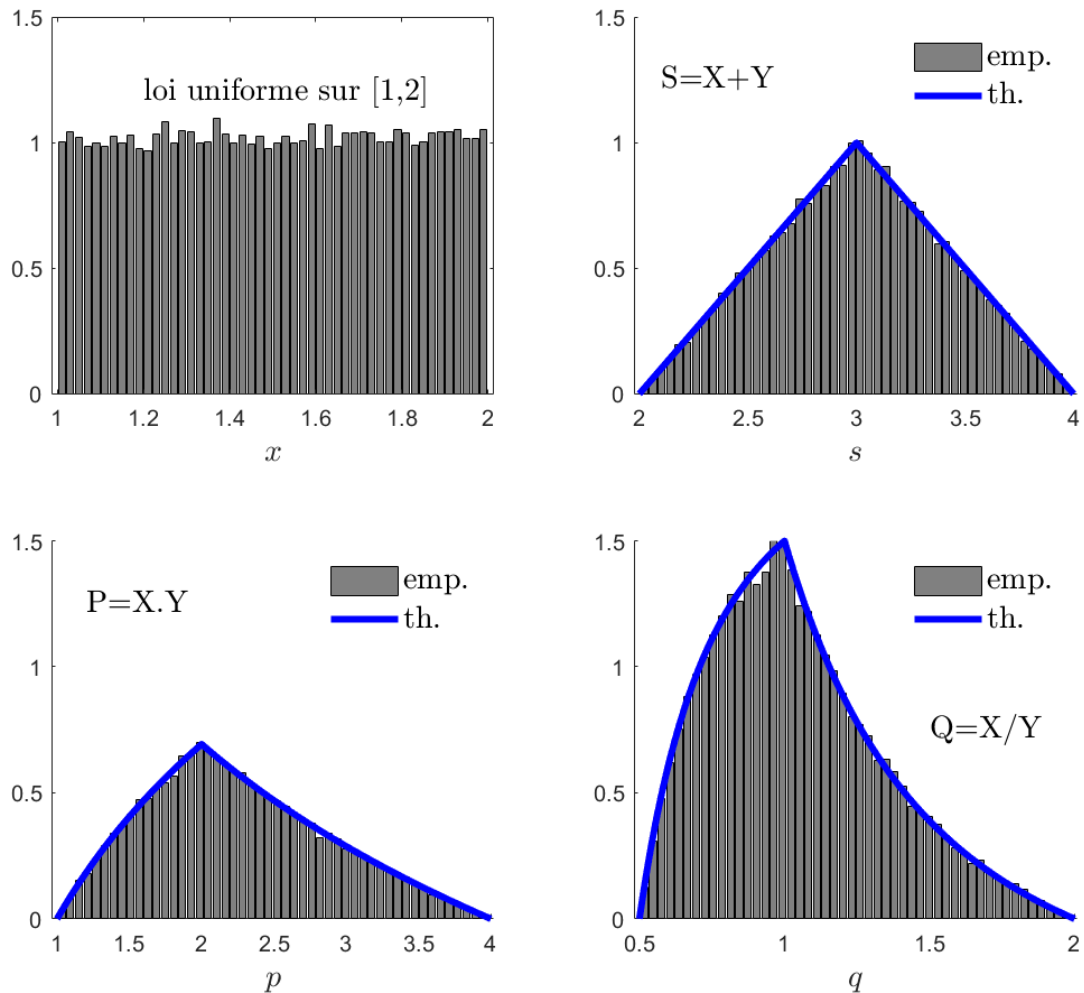 1.5
loi uniforme sur [1,2]
1
0.5
0
1 1.2 1.4 1.6 1.8 2
x
1.5
S=X+Y
emp.
th.
1
0.5
0
2 2.5 3 3.5 4
s
1.5
P=X.Y
emp.
th.
1
0.5
0
1 1.5 2 2.5 3 3.5 4
p
1.5
emp.
th.
1
Q=X/Y
0.5
0
0.5 1 1.5 2
q